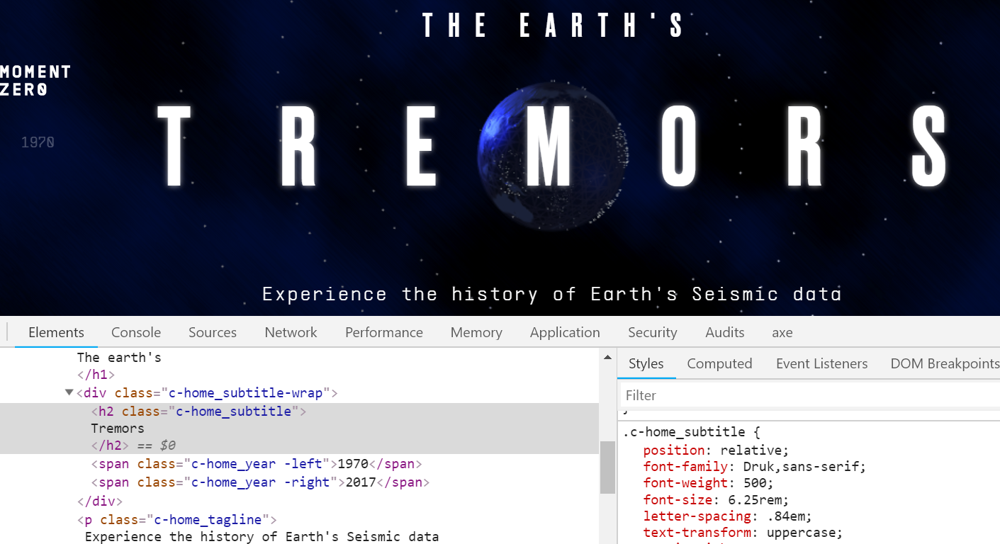 THE EARTH'S
MOMENT
ZERO
TREMORS
1970
Experience the history of Earth's Seismic data
Elements Console Sources Network Performance Memory Application Security Audits axe
The earth's
</h1>
<div class="c-home_subtitle-wrap">
<h2 class="c-home_subtitle">
Tremors
</h2> == $0
<span class="c-home_year -left">1970</span>
<span class="c-home_year -right">2017</span>
</div>
<p class="c-home_tagline">
Experience the history of Earth's Seismic data
Styles Computed Event Listeners DOM Breakpoints
Filter
.c-home_subtitle {
position: relative;
font-family: Druk,sans-serif;
font-weight: 500;
font-size: 6.25rem;
letter-spacing: .84em;
text-transform: uppercase;